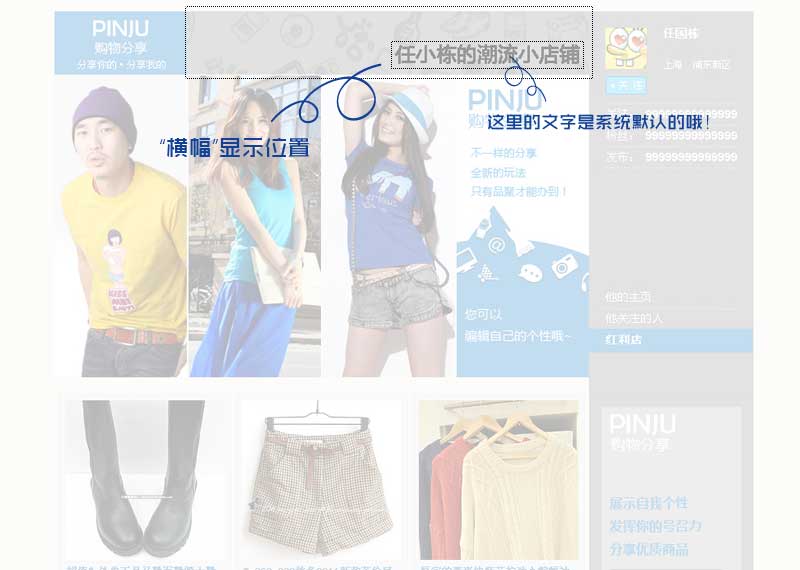 PINJU
购物分享
分享你的·分享我的
任小栋的潮流小店铺
"横幅"显示位置
这里的文字是系统默认的哦！
PINJU
不一样的分享
全新的玩法
只有品聚才能办到！
您可以
编辑自己的个性哦~
任园栋
上海 浦东新区
+关注
99999999999999
粉丝： 99999999999999
发布： 99999999999999
他的主页
他关注的人
红利店
PINJU
购物分享
展示自我个性
发挥你的号召力
分享优质商品